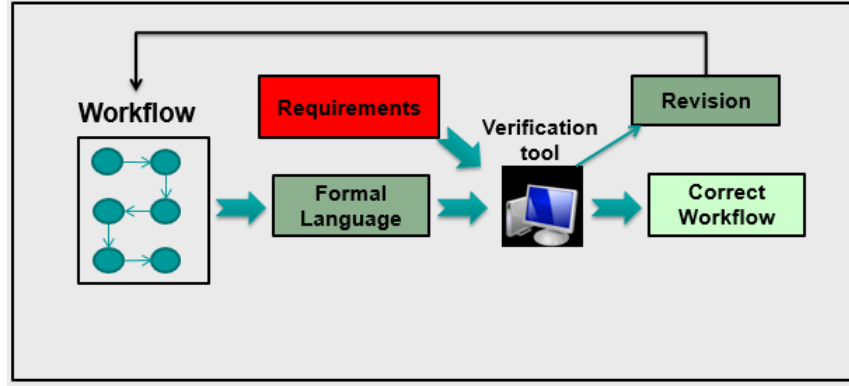 Workflow
Requirements
Verification
tool
Revision
Formal
Language
Correct
Workflow